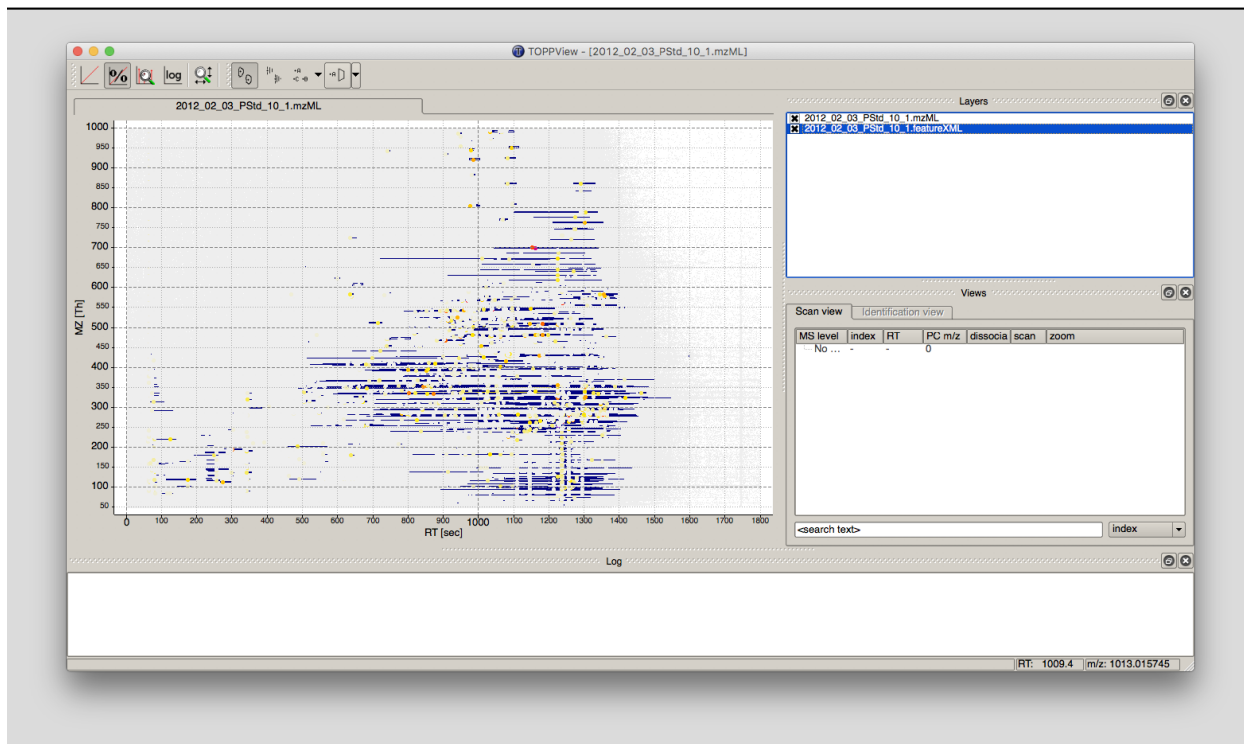 TOPPView - [2012_02_03_PStd_10_1.mzML]
% log
2012_02_03_PStd_10_1.mzML
Layers
2012_02_03_PStd_10_1.mzML
2012_02_03_PStd_10_1.featureXML
1000
950
900
850
800
750
700
650
600
550
500
450
400
350
300
250
200
150
100
50
MZ [Th]
0 100 200 300 400 500 600 700 800 900 1000 1100 1200 1300 1400 1500 1600 1700 1800
RT [sec]
Views
Scan view Identification view
MS level index RT PC m/z dissocia scan zoom
No ... - - 0
<search text> index
Log
RT: 1009.4 m/z: 1013.015745